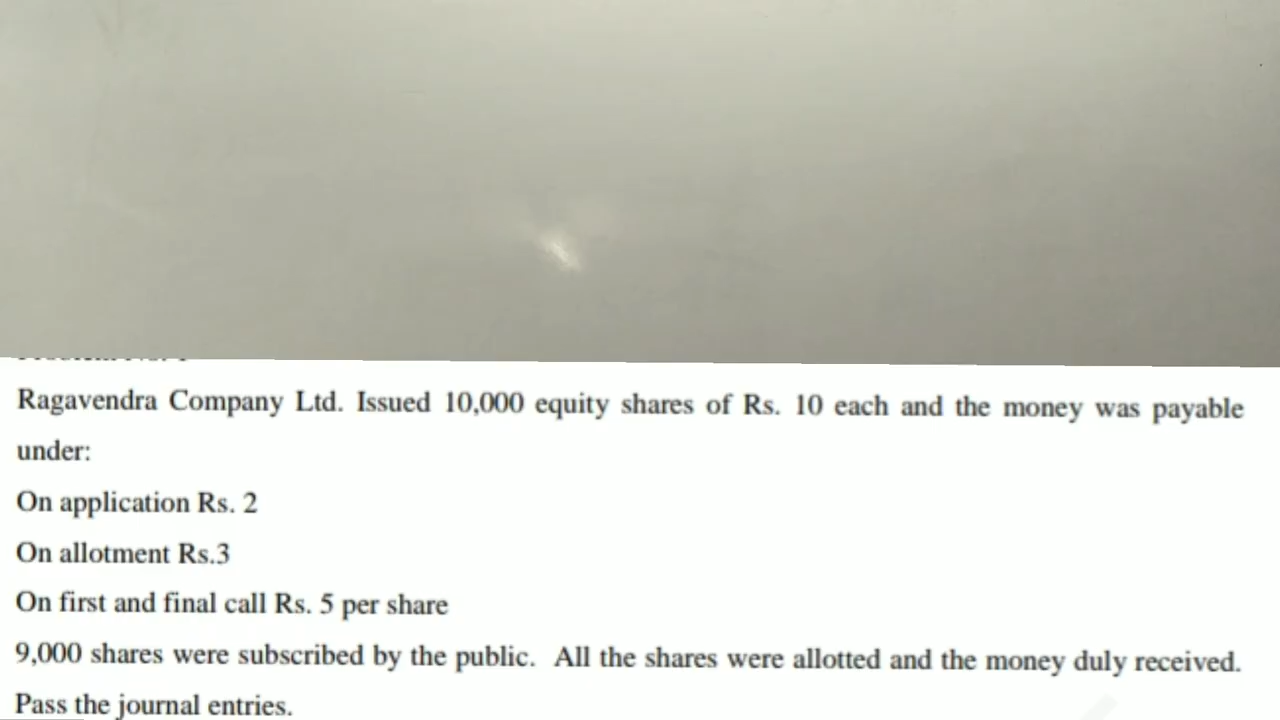 Ragavendra Company Ltd. Issued 10,000 equity shares of Rs. 10 each and the money was payable
under:
On application Rs. 2
On allotment Rs.3
On first and final call Rs. 5 per share
9,000 shares were subscribed by the public. All the shares were allotted and the money duly received.
Pass the journal entries.